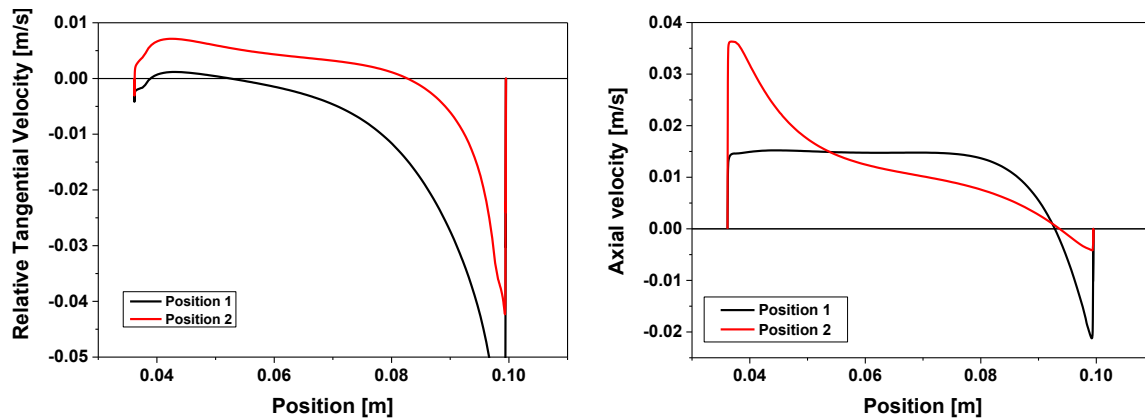 Relative Tangential Velocity [m/s]
0.01
0.00
-0.01
-0.02
-0.03
-0.04
-0.05
Position 1
Position 2
0.04 0.06 0.08 0.10
Position [m]
Axial velocity [m/s]
0.04
0.03
0.02
0.01
0.00
-0.01
-0.02
Position 1
Position 2
0.04 0.06 0.08 0.10
Position [m]